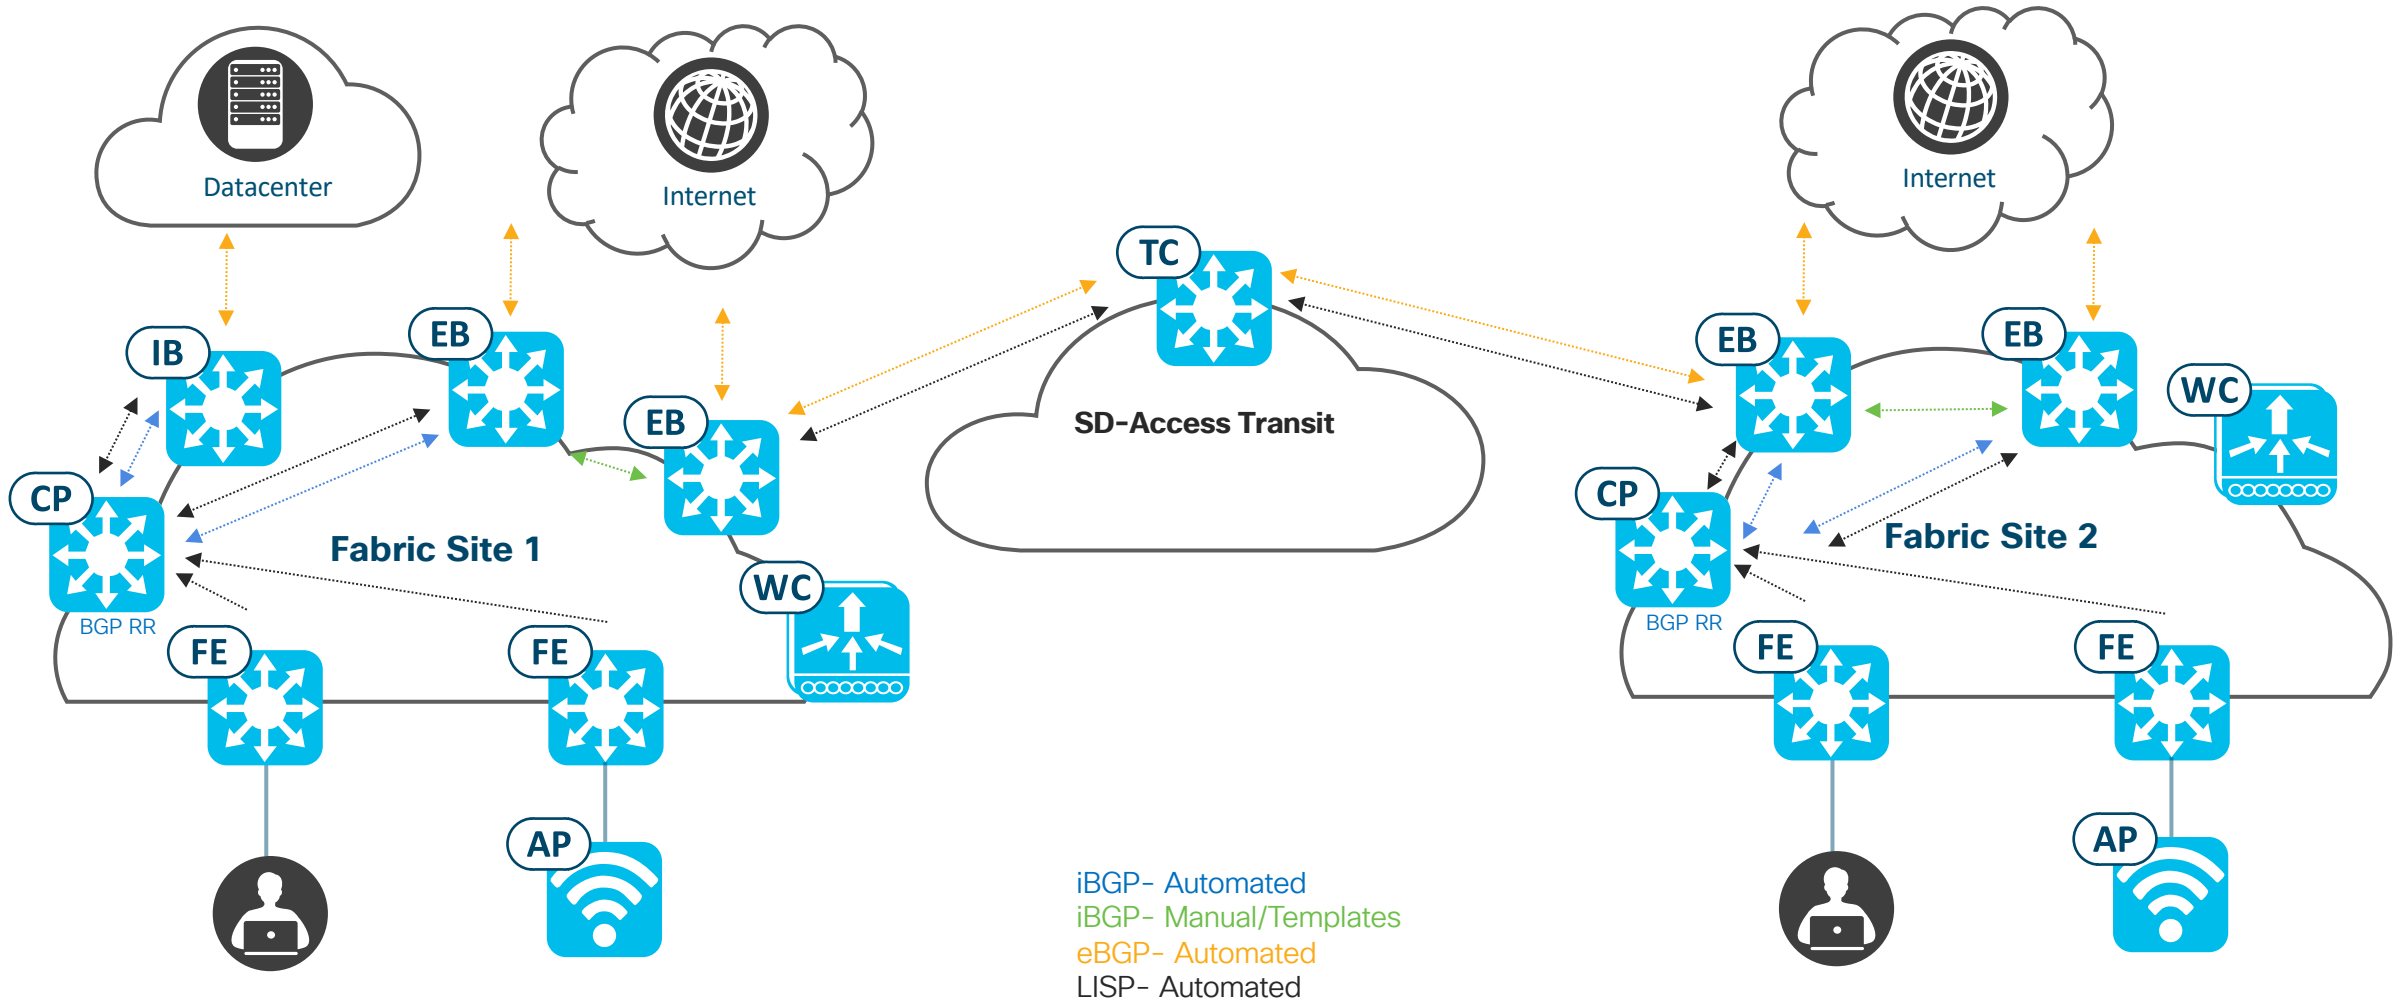 Datacenter
Internet
Internet
TC
IB
EB
EB
EB
EB
WC
SD-Access Transit
CP
CP
Fabric Site 1
Fabric Site 2
WC
BGP RR
BGP RR
FE
FE
FE
FE
AP
AP
iBGP- Automated
iBGP- Manual/Templates
eBGP- Automated
LISP- Automated